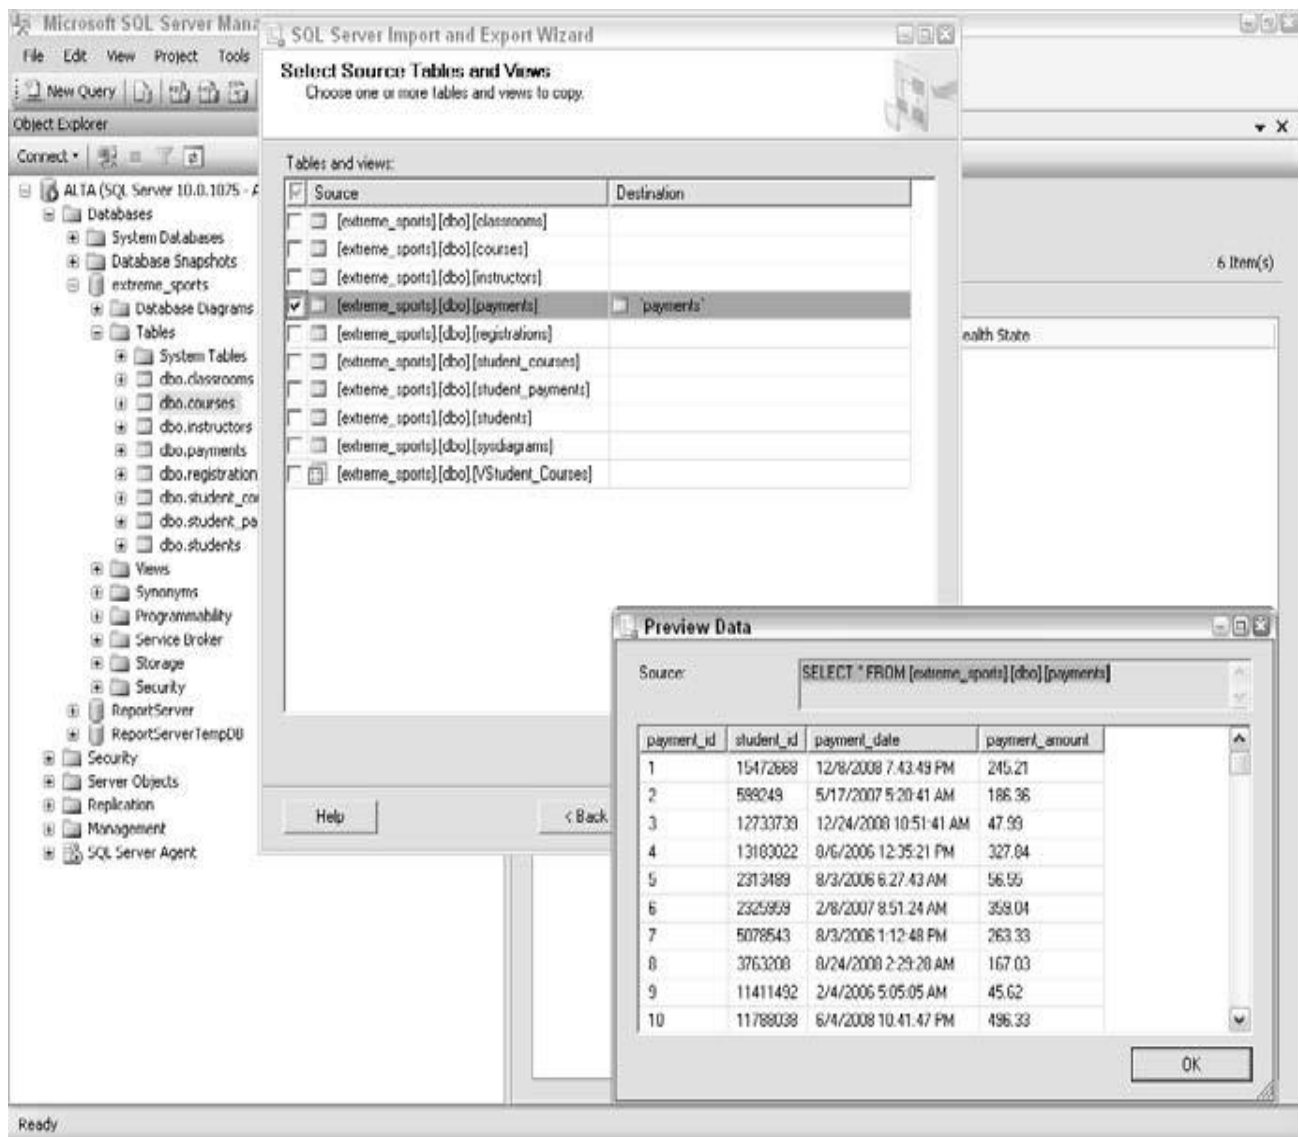 Microsoft SQL Server Mana
File Edit View Project Tools
New Query
Object Explorer
Connect
ALTA (SQL Server 10.0.1075 - A
Databases
System Databases
Database Snapshots
extreme_sports
Database Diagrams
Tables
System Tables
dbo.classrooms
dbo.courses
dbo.instructors
dbo.payments
dbo.registration
dbo.student_cou
dbo.student_pa
dbo.students
Views
Synonyms
Programmability
Service Broker
Storage
Security
ReportServer
ReportServerTempDB
Security
Server Objects
Replication
Management
SQL Server Agent
SQL Server Import and Export Wizard
Select Source Tables and Views
Choose one or more tables and views to copy.
Tables and views:
Source Destination
[extreme_sports].[dbo].[classrooms]
[extreme_sports].[dbo].[courses]
[extreme_sports].[dbo].[instructors]
[extreme_sports].[dbo].[payments] `payments`
[extreme_sports].[dbo].[registrations]
[extreme_sports].[dbo].[student_courses]
[extreme_sports].[dbo].[student_payments]
[extreme_sports].[dbo].[students]
[extreme_sports].[dbo].[sysdiagrams]
[extreme_sports].[dbo].[VStudent_Courses]
Help < Back
6 Item(s)
ealth State
Preview Data
Source: SELECT * FROM [extreme_sports].[dbo].[payments]
payment_id student_id payment_date payment_amount
1 15472668 12/8/2008 7:43:49 PM 245.21
2 599249 5/17/2007 5:20:41 AM 186.36
3 12733739 12/24/2008 10:51:41 AM 47.99
4 13183022 8/6/2006 12:35:21 PM 327.84
5 2313489 8/3/2006 6:27:43 AM 56.55
6 2325959 2/8/2007 8:51:24 AM 359.04
7 5078543 8/3/2006 1:12:48 PM 263.33
8 3763208 8/24/2008 2:29:28 AM 167.03
9 11411492 2/4/2006 5:05:05 AM 45.62
10 11788038 6/4/2008 10:41:47 PM 496.33
OK
Ready